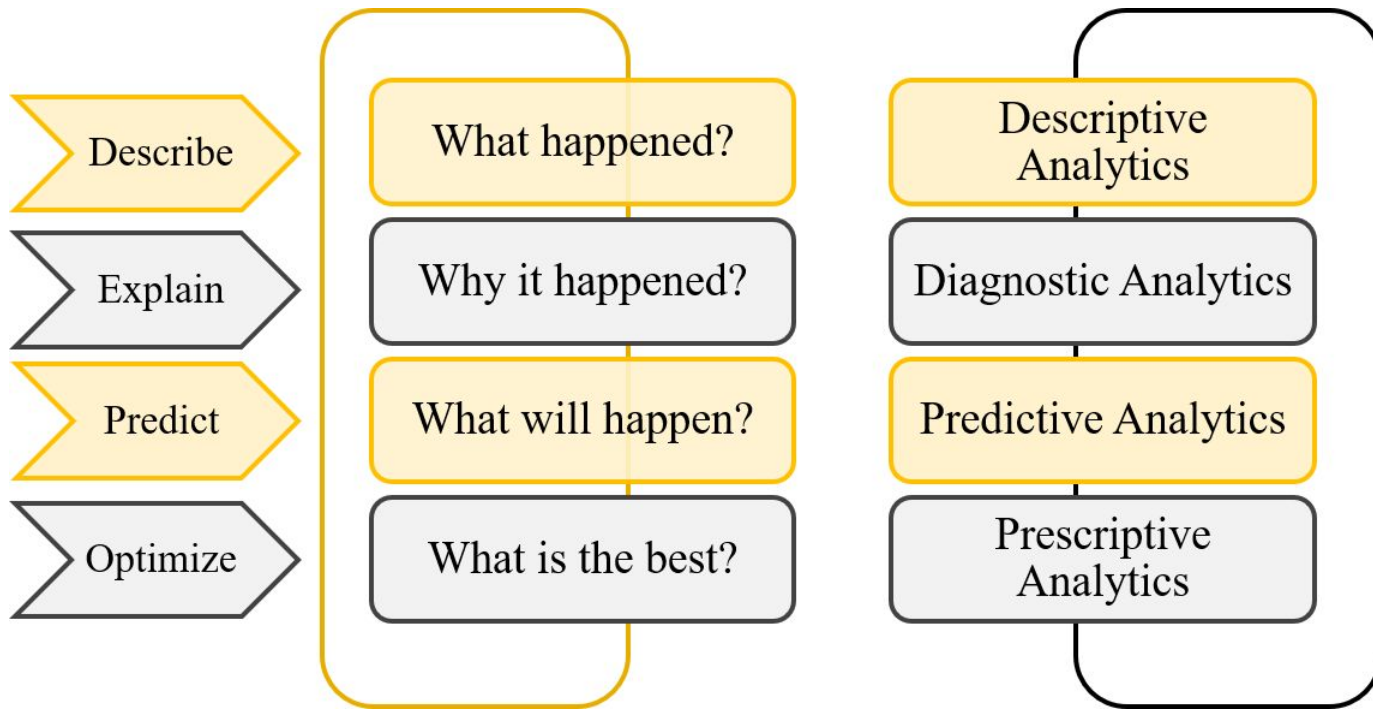 Describe
What happened?
Descriptive
Analytics
Explain
Why it happened?
Diagnostic Analytics
Predict
What will happen?
Predictive Analytics
Optimize
What is the best?
Prescriptive
Analytics